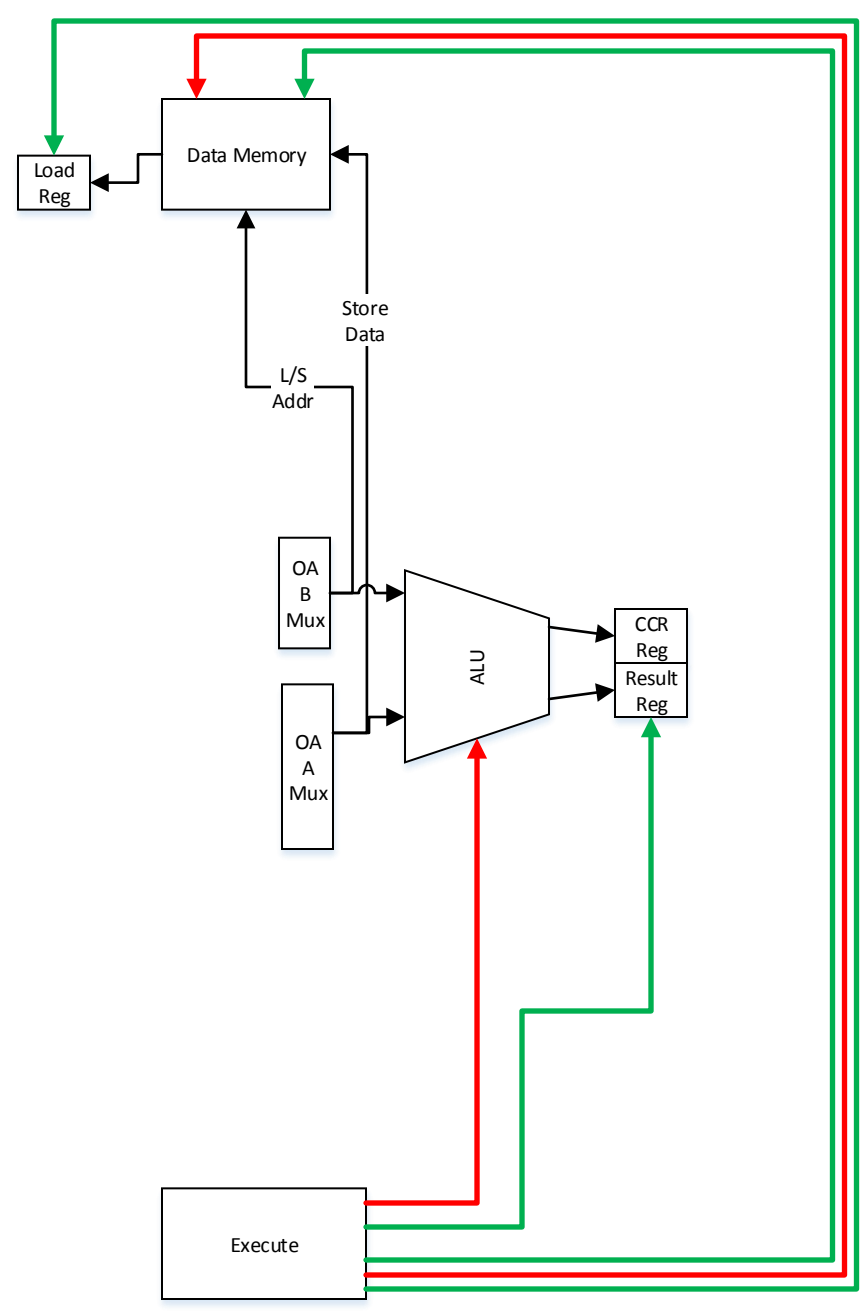 Data Memory
Load
Reg
Store
Data
L/S
Addr
OA
B
Mux
ALU
CCR
Reg
Result
Reg
OA
A
Mux
Execute